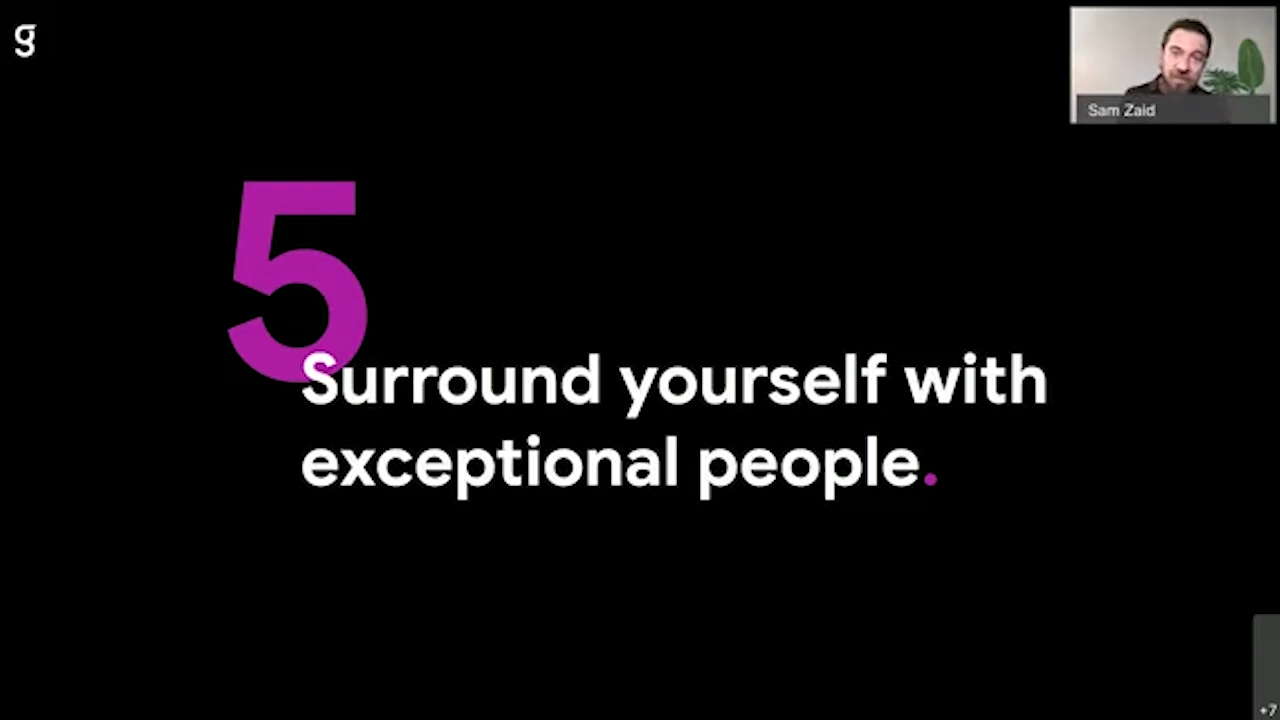 g
Sam Zaid
5
Surround yourself with
exceptional people.
+7